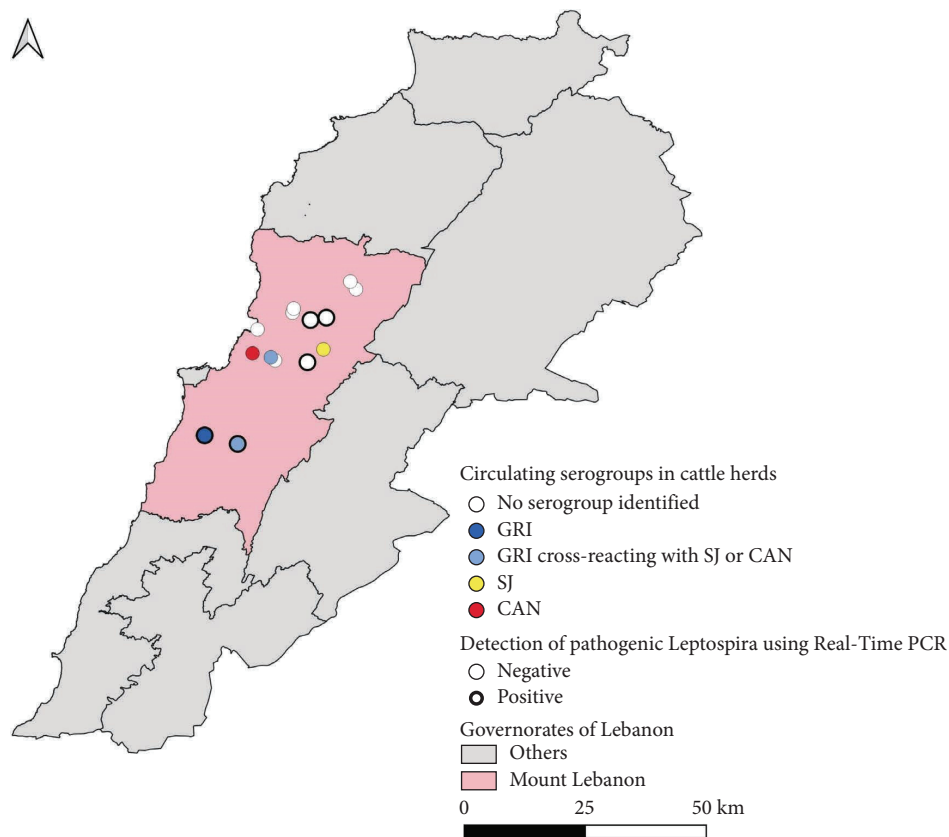 Circulating serogroups in cattle herds
No serogroup identified
GRI
GRI cross-reacting with SJ or CAN
SJ
CAN
Detection of pathogenic Leptospira using Real-Time PCR
Negative
Positive
Governorates of Lebanon
Others
Mount Lebanon
0 25 50 km